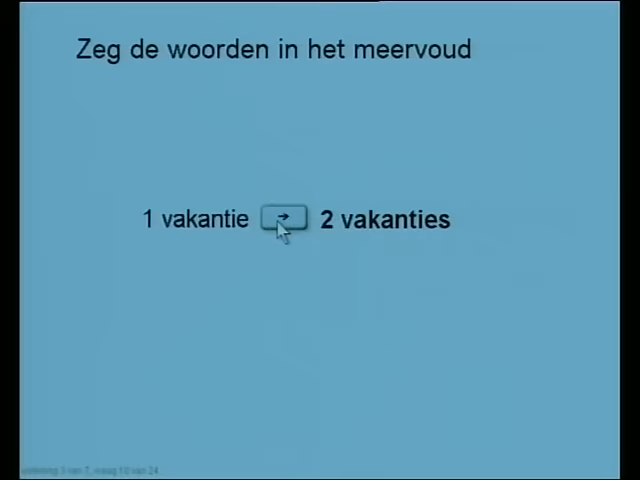 Zeg de woorden in het meervoud
1 vakantie → 2 vakanties